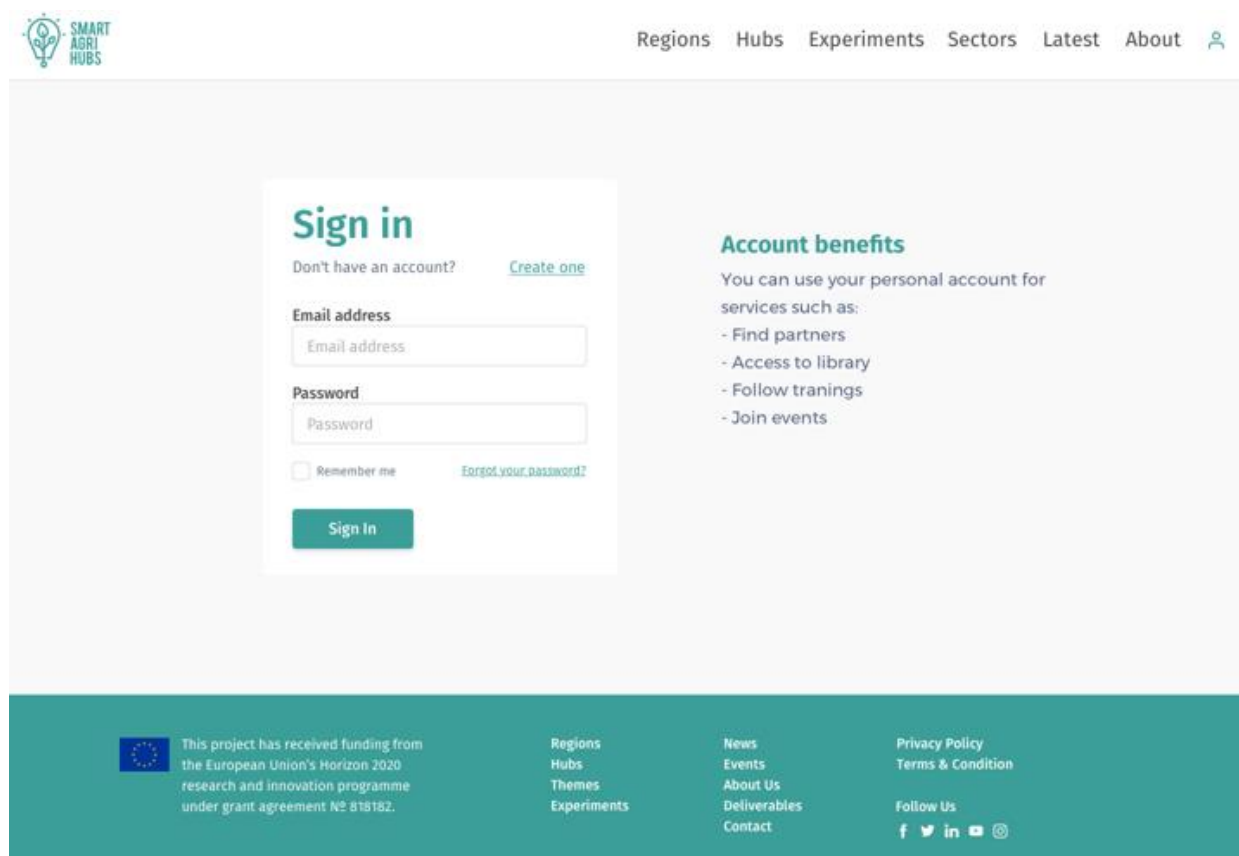 SMART
AGRI
HUBS
Regions Hubs Experiments Sectors Latest About
Sign in
Don't have an account? Create one
Email address
Email address
Password
Password
Remember me Forgot your password?
Sign In
Account benefits
You can use your personal account for
services such as:
- Find partners
- Access to library
- Follow tranings
- Join events
This project has received funding from
the European Union's Horizon 2020
research and innovation programme
under grant agreement Nº 818182.
Regions
Hubs
Themes
Experiments
News
Events
About Us
Deliverables
Contact
Privacy Policy
Terms & Condition
Follow Us